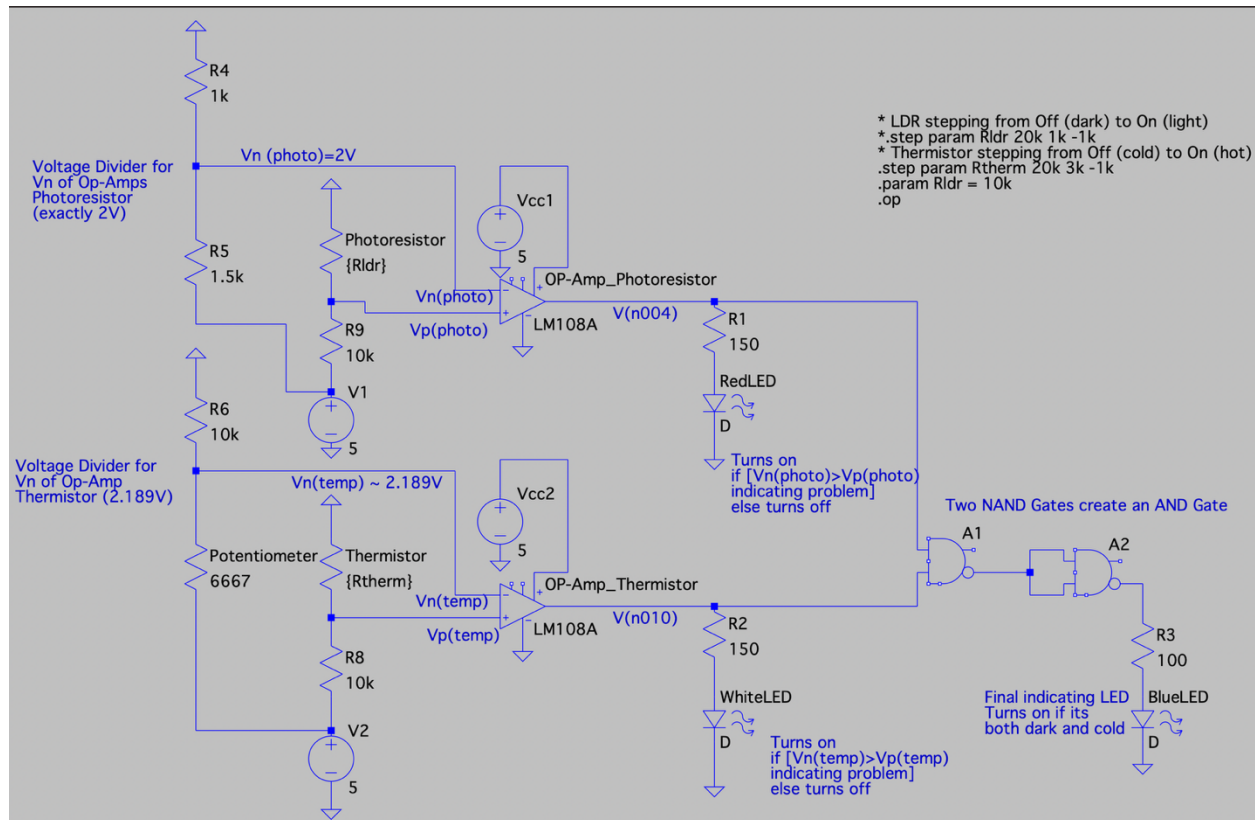 R4
1k
* LDR stepping from Off (dark) to On (light)
*.step param Rldr 20k 1k -1k
* Thermistor stepping from Off (cold) to On (hot)
.step param Rtherm 20k 3k -1k
.param Rldr = 10k
.op
Voltage Divider for
Vn of Op-Amps
Photoresistor
(exactly 2V)
Vn (photo)=2V
Vcc1
5
R5
1.5k
Photoresistor
{Rldr}
OP-Amp_Photoresistor
Vn(photo)
Vp(photo)
LM108A
V(n004)
R9
10k
R1
150
V1
5
RedLED
D
R6
10k
Turns on
if [Vn(photo)>Vp(photo)
indicating problem]
else turns off
Voltage Divider for
Vn of Op-Amp
Thermistor (2.189V)
Vn(temp) ~ 2.189V
Vcc2
5
Two NAND Gates create an AND Gate
A1
A2
Potentiometer
6667
Thermistor
{Rtherm}
OP-Amp_Thermistor
Vn(temp)
Vp(temp)
LM108A
V(n010)
R8
10k
R2
150
R3
100
V2
5
WhiteLED
D
Turns on
if [Vn(temp)>Vp(temp)
indicating problem]
else turns off
Final indicating LED
Turns on if its
both dark and cold
BlueLED
D